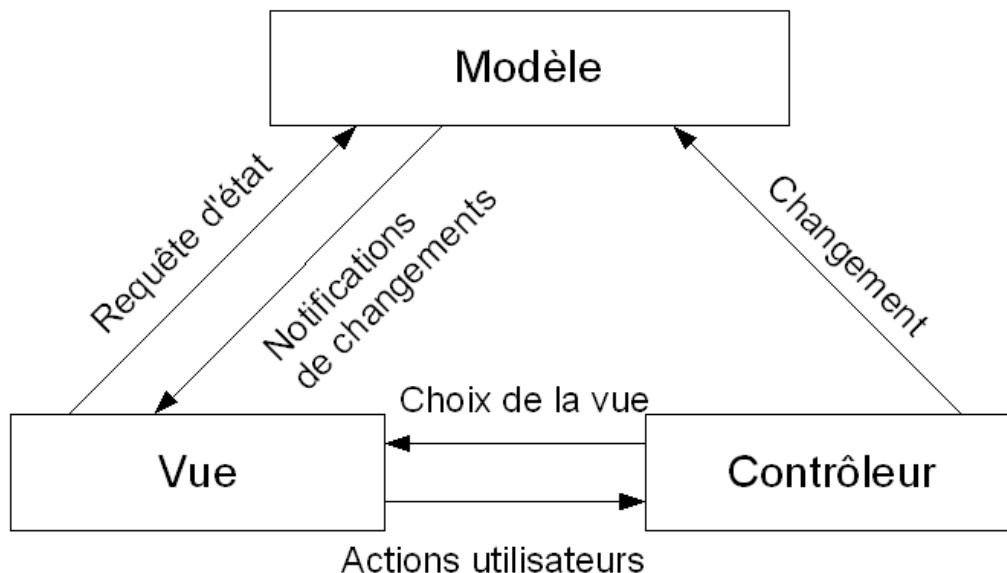 Modèle
Requête d'état
Notifications
de changements
Changement
Choix de la vue
Vue
Contrôleur
Actions utilisateurs